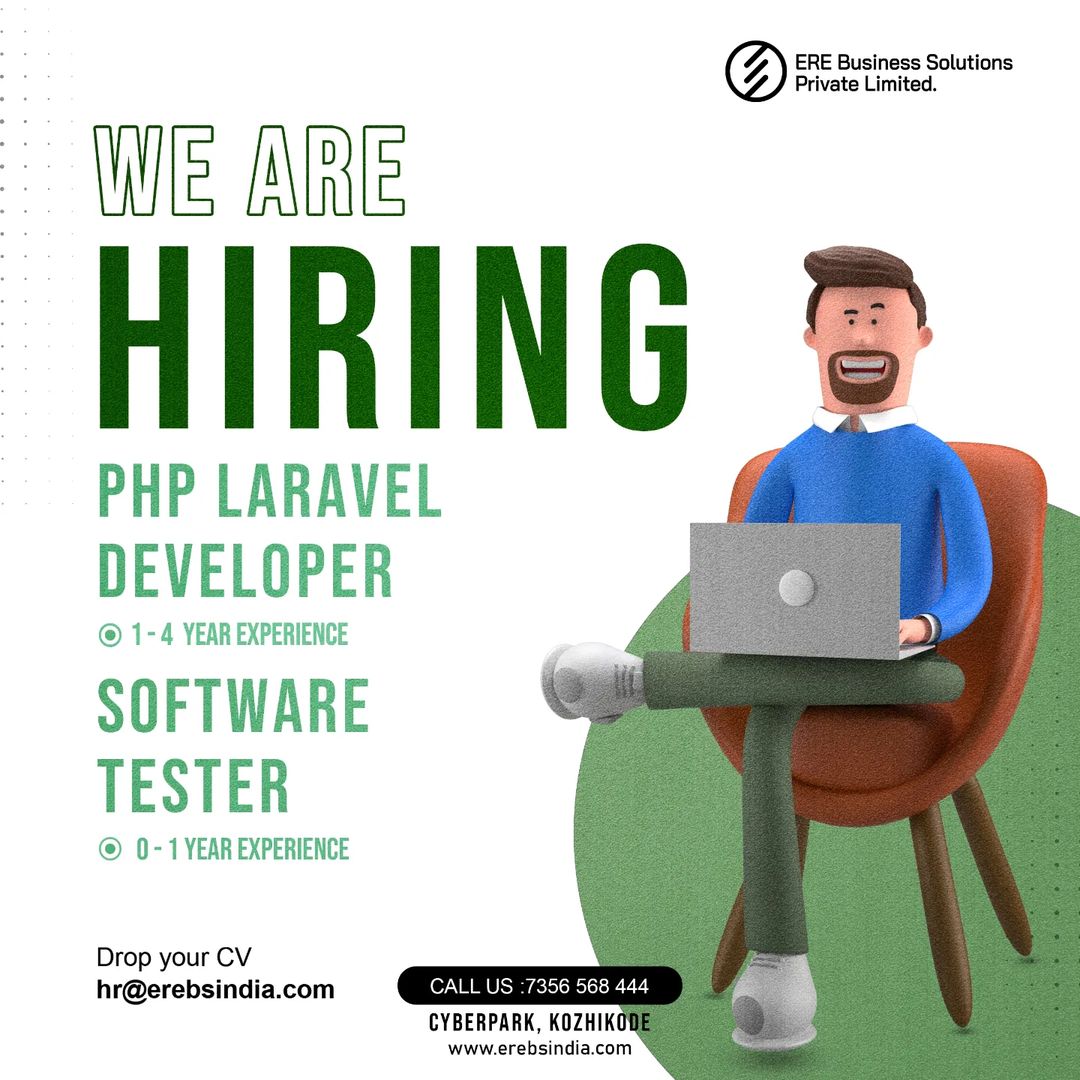 ERE Business Solutions
Private Limited.
WE ARE
HIRING
PHP LARAVEL
DEVELOPER
1 - 4 YEAR EXPERIENCE
SOFTWARE
TESTER
0 - 1 YEAR EXPERIENCE
Drop your CV
hr@erebsindia.com
CALL US :7356 568 444
CYBERPARK, KOZHIKODE
www.erebsindia.com